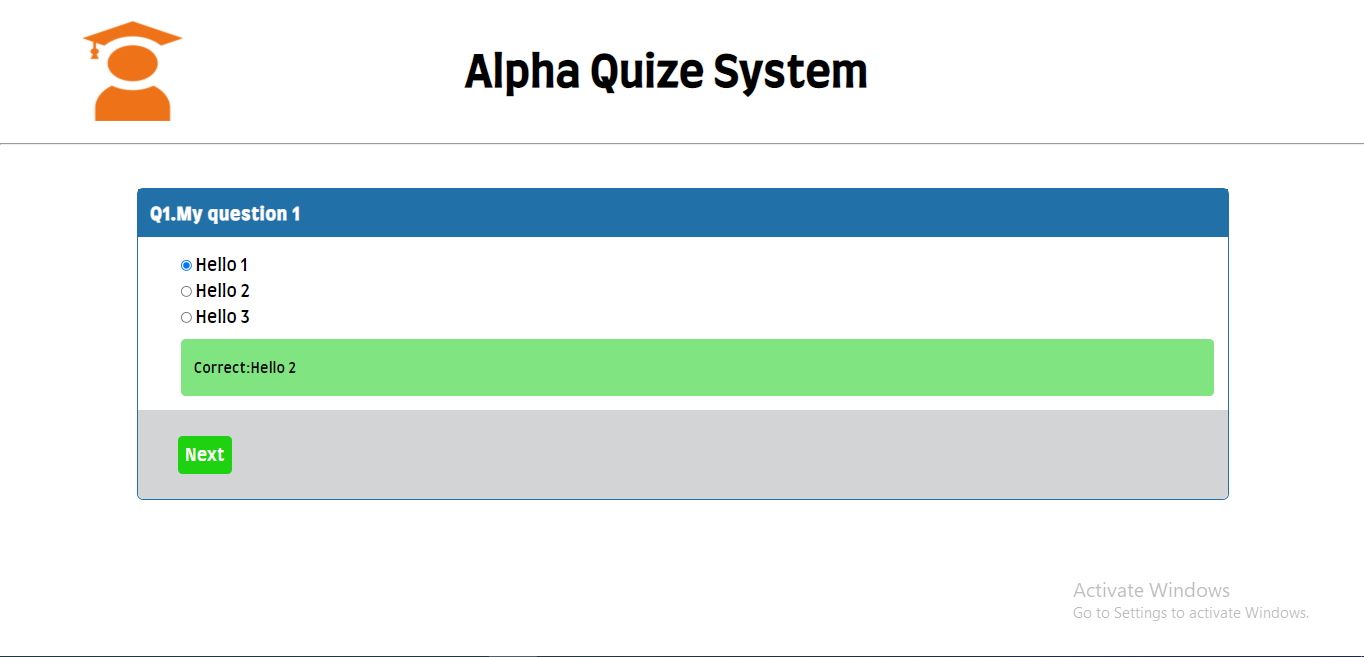 Alpha Quize System
Q1.My question 1
Hello 1
Hello 2
Hello 3
Correct:Hello 2
Next
Activate Windows
Go to Settings to activate Windows.